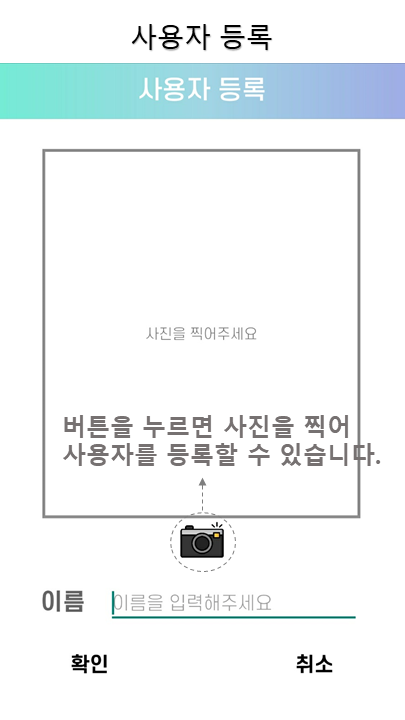 사용자 등록
사용자 등록
사진을 찍어주세요
버튼을 누르면 사진을 찍어
사용자를 등록할 수 있습니다.
이름 이름을 입력해주세요
확인 취소